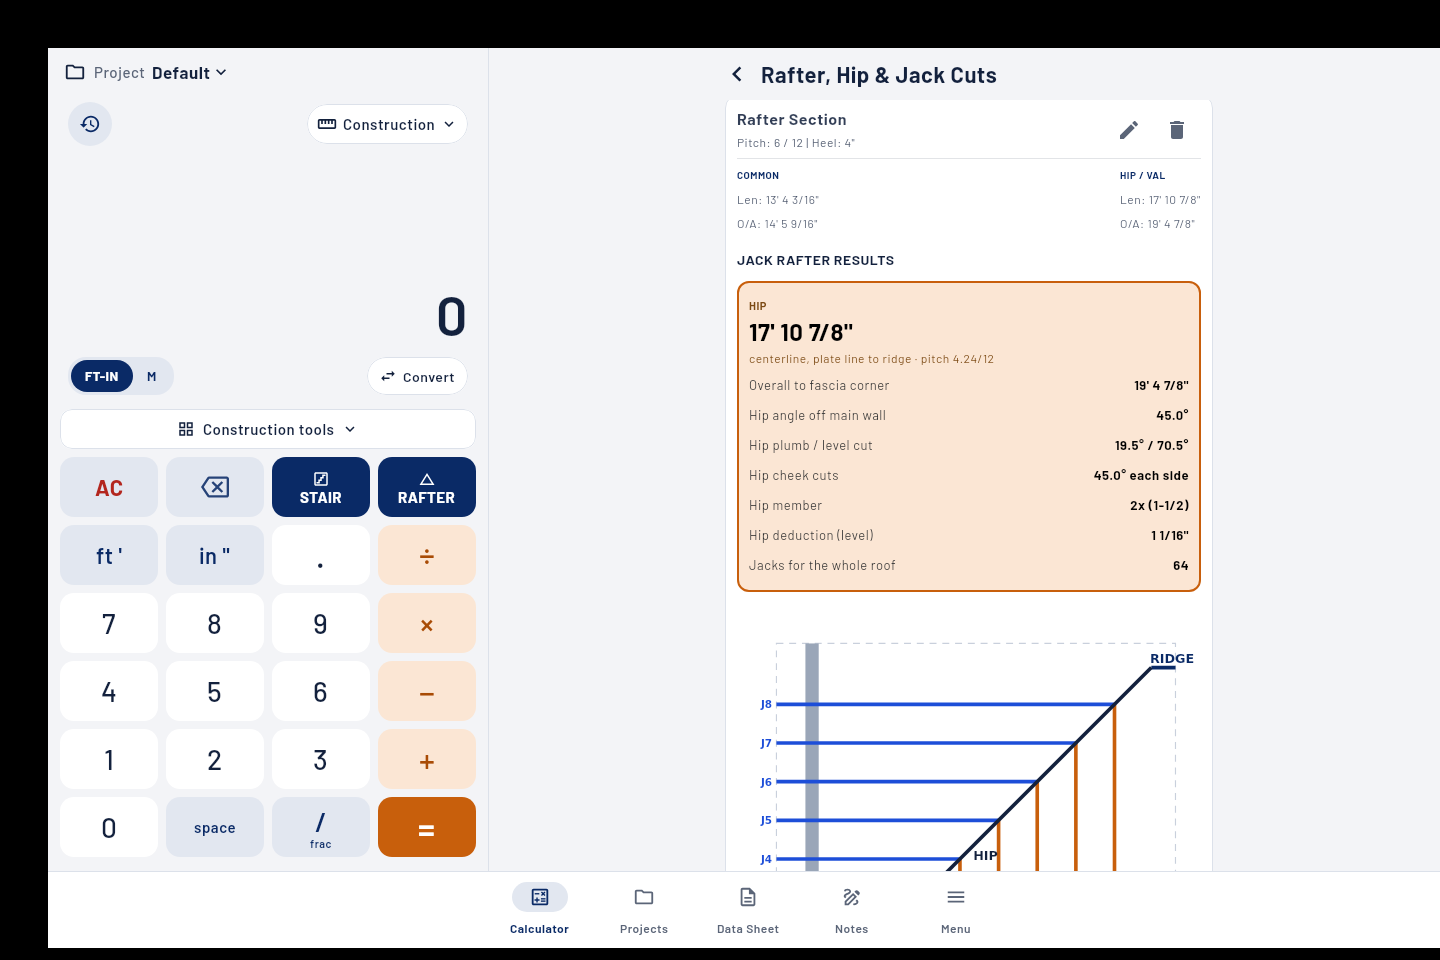 Project Default
Construction
0
FT-IN M
Convert
Construction tools
AC STAIR RAFTER
ft ' in " . ÷
7 8 9 ×
4 5 6 −
1 2 3 +
0 space / frac =
Rafter, Hip & Jack Cuts
Rafter Section
Pitch: 6 / 12 | Heel: 4"
COMMON HIP / VAL
Len: 13' 4 3/16" Len: 17' 10 7/8"
O/A: 14' 5 9/16" O/A: 19' 4 7/8"
JACK RAFTER RESULTS
HIP
17' 10 7/8"
centerline, plate line to ridge · pitch 4.24/12
Overall to fascia corner 19' 4 7/8"
Hip angle off main wall 45.0°
Hip plumb / level cut 19.5° / 70.5°
Hip cheek cuts 45.0° each side
Hip member 2x (1-1/2)
Hip deduction (level) 1 1/16"
Jacks for the whole roof 64
RIDGE
J8
J7
J6
J5
HIP
J4
Calculator Projects Data Sheet Notes Menu